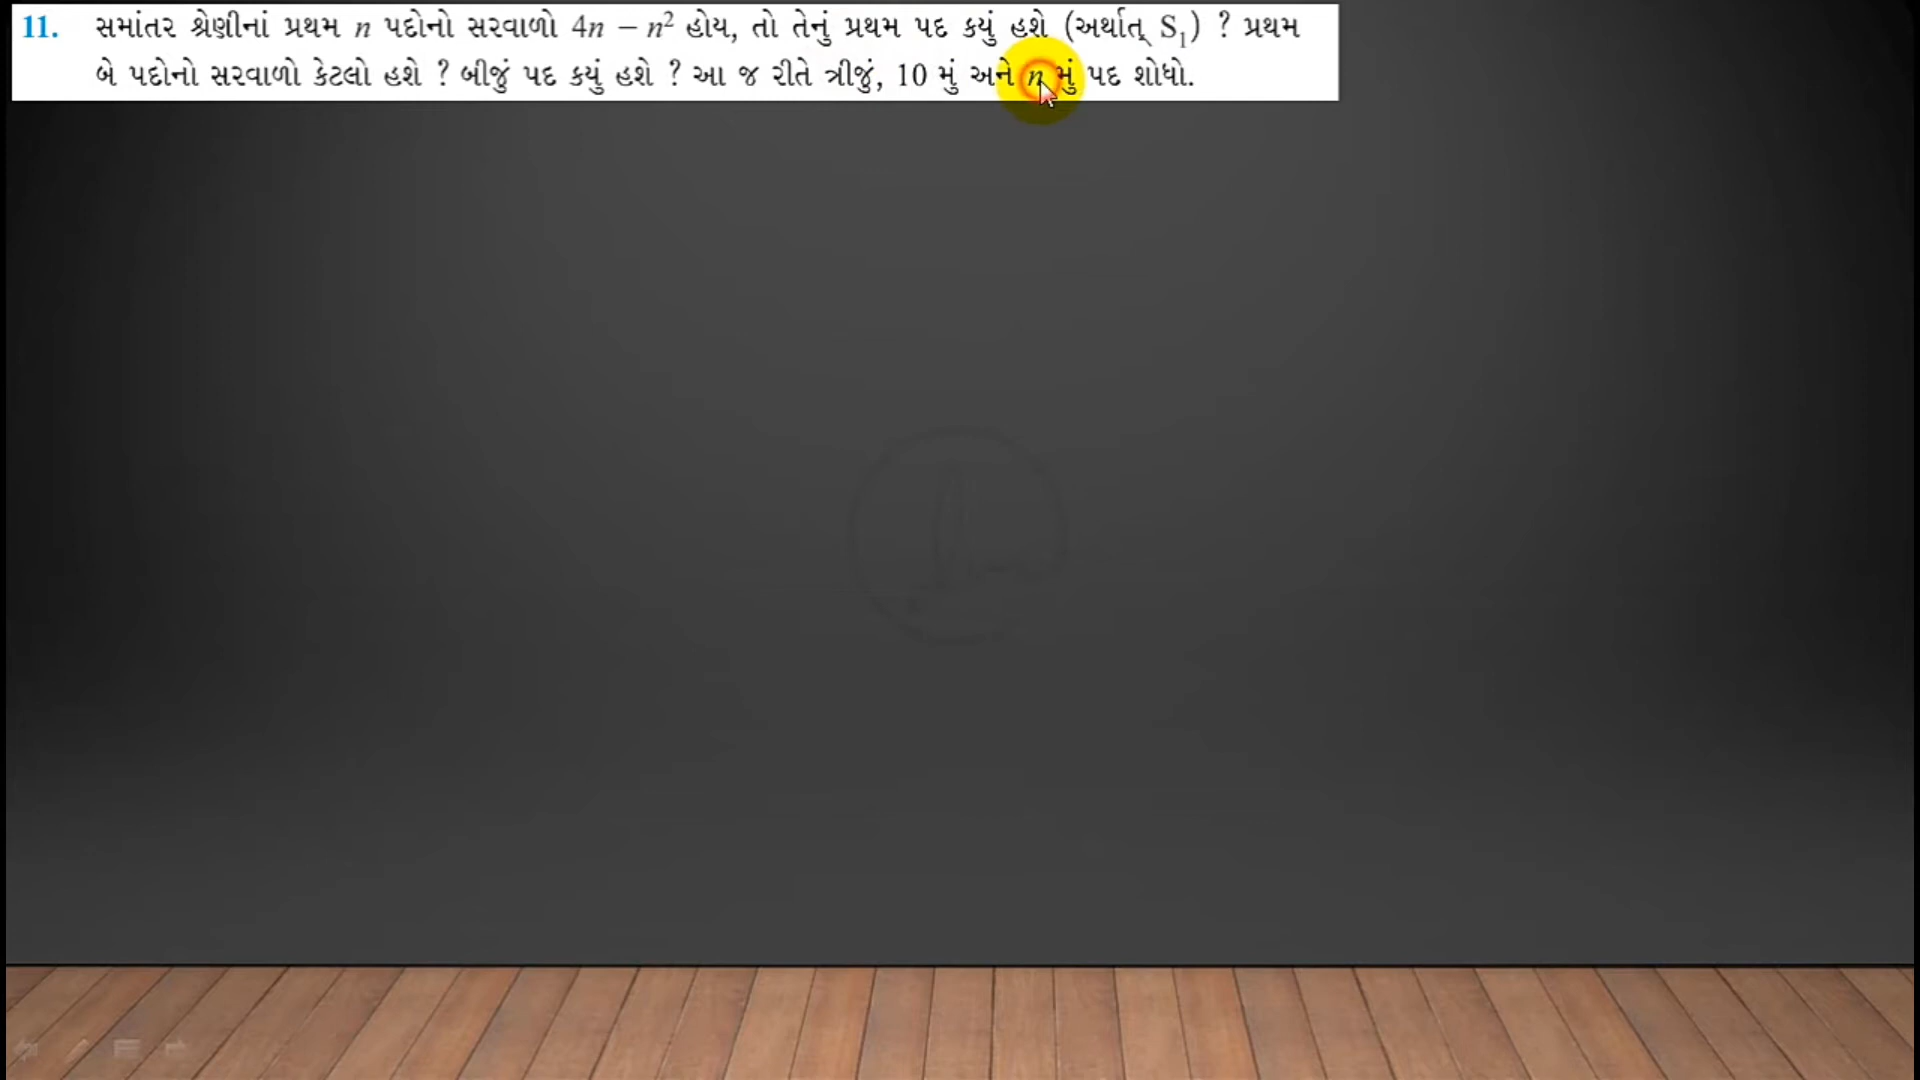 11. સમાંતર શ્રેણીનાં પ્રથમ n પદોનો સરવાળો 4n – n² હોય, તો તેનું પ્રથમ પદ કયું હશે (અર્થાત્ S₁) ? પ્રથમ
બે પદોનો સરવાળો કેટલો હશે ? બીજું પદ કયું હશે ? આ જ રીતે ત્રીજું, 10 મું અને n મું પદ શોધો.